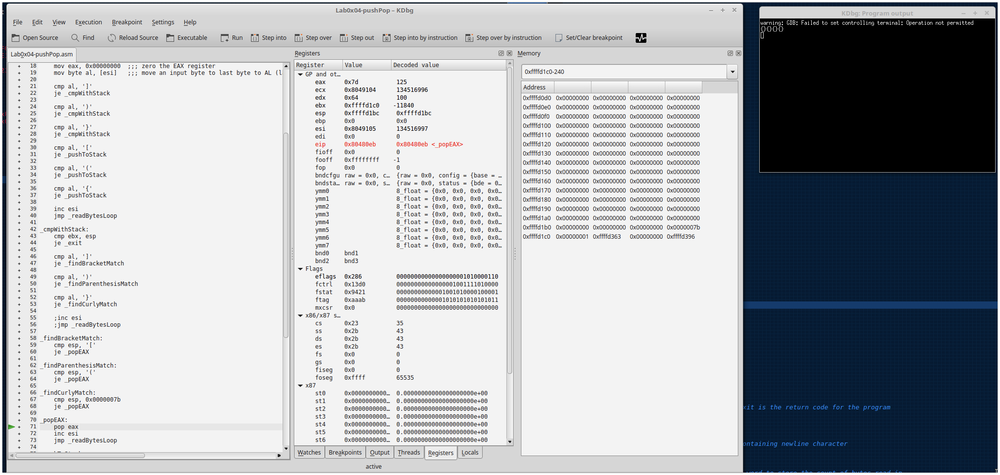 Lab0x04-pushPop – KDbg
File Edit View Execution Breakpoint Settings Help
Open Source Find Reload Source Executable Run Step into Step over Step out Step into by instruction Step over by instruction Set/Clear breakpoint
Lab0x04-pushPop.asm
+ 18 mov eax, 0x00000000 ;;; zero the EAX register
+ 19 mov byte al, [esi] ;;; move an input byte to last byte to AL (l
+ 20
+ 21 cmp al, ']'
+ 22 je _cmpWithStack
+ 23
+ 24 cmp al, ')'
+ 25 je _cmpWithStack
+ 26
+ 27 cmp al, '}'
+ 28 je _cmpWithStack
+ 29
+ 30 cmp al, '['
+ 31 je _pushToStack
+ 32
+ 33 cmp al, '('
+ 34 je _pushToStack
+ 35
+ 36 cmp al, '{'
+ 37 je _pushToStack
+ 38
+ 39 inc esi
+ 40 jmp _readBytesLoop
+ 41
+ 42 _cmpWithStack:
+ 43 cmp ebx, esp
+ 44 je _exit
+ 45
+ 46 cmp al, ']'
+ 47 je _findBracketMatch
+ 48
+ 49 cmp al, ')'
+ 50 je _findParenthesisMatch
+ 51
+ 52 cmp al, '}'
+ 53 je _findCurlyMatch
+ 54
+ 55 ;inc esi
+ 56 ;jmp _readBytesLoop
+ 57
+ 58 _findBracketMatch:
+ 59 cmp esp, '['
+ 60 je _popEAX
+ 61
+ 62 _findParenthesisMatch:
+ 63 cmp esp, '('
+ 64 je _popEAX
+ 65
+ 66 _findCurlyMatch:
+ 67 cmp esp, 0x0000007b
+ 68 je _popEAX
+ 69
+ 70 _popEAX:
+ 71 pop eax
+ 72 inc esi
+ 73 jmp _readBytesLoop
+ 74
Registers
Register Value Decoded value
GP and ot...
eax 0x7d 125
ecx 0x8049104 134516996
edx 0x64 100
ebx 0xffffd1c0 -11840
esp 0xffffd1bc 0xffffd1bc
ebp 0x0 0x0
esi 0x8049105 134516997
edi 0x0 0
eip 0x80480eb 0x80480eb <_popEAX>
fioff 0x0 0
fooff 0xffffffff -1
fop 0x0 0
bndcfgu raw = 0x0, c... {raw = 0x0, config = {base = ...
bndsta... raw = 0x0, s... {raw = 0x0, status = {bde = 0...
ymm0 8_float = {0x0, 0x0, 0x0, 0x0...
ymm1 8_float = {0x0, 0x0, 0x0, 0x0...
ymm2 8_float = {0x0, 0x0, 0x0, 0x0...
ymm3 8_float = {0x0, 0x0, 0x0, 0x0...
ymm4 8_float = {0x0, 0x0, 0x0, 0x0...
ymm5 8_float = {0x0, 0x0, 0x0, 0x0...
ymm6 8_float = {0x0, 0x0, 0x0, 0x0...
ymm7 8_float = {0x0, 0x0, 0x0, 0x0...
bnd0 bnd1
bnd2 bnd3
Flags
eflags 0x286 00000000000000000001010000110
fctrl 0x13d0 00000000000000001001111010000
fstat 0x9421 00000000000001001010000100001
ftag 0xaaab 00000000000001010101010101011
mxcsr 0x0 00000000000000000000000000000
x86/x87 s...
cs 0x23 35
ss 0x2b 43
ds 0x2b 43
es 0x2b 43
fs 0x0 0
gs 0x0 0
fiseg 0x0 0
foseg 0xffff 65535
x87
st0 0x0000000000... 0.00000000000000000000e+00
st1 0x0000000000... 0.00000000000000000000e+00
st2 0x0000000000... 0.00000000000000000000e+00
st3 0x0000000000... 0.00000000000000000000e+00
st4 0x0000000000... 0.00000000000000000000e+00
st5 0x0000000000... 0.00000000000000000000e+00
st6 0x0000000000... 0.00000000000000000000e+00
Watches Breakpoints Output Threads Registers Locals
active
Memory
0xffffd1c0-240
Address
0xffffd0d0 0x00000000 0x00000000 0x00000000 0x00000000
0xffffd0e0 0x00000000 0x00000000 0x00000000 0x00000000
0xffffd0f0 0x00000000 0x00000000 0x00000000 0x00000000
0xffffd100 0x00000000 0x00000000 0x00000000 0x00000000
0xffffd110 0x00000000 0x00000000 0x00000000 0x00000000
0xffffd120 0x00000000 0x00000000 0x00000000 0x00000000
0xffffd130 0x00000000 0x00000000 0x00000000 0x00000000
0xffffd140 0x00000000 0x00000000 0x00000000 0x00000000
0xffffd150 0x00000000 0x00000000 0x00000000 0x00000000
0xffffd160 0x00000000 0x00000000 0x00000000 0x00000000
0xffffd170 0x00000000 0x00000000 0x00000000 0x00000000
0xffffd180 0x00000000 0x00000000 0x00000000 0x00000000
0xffffd190 0x00000000 0x00000000 0x00000000 0x00000000
0xffffd1a0 0x00000000 0x00000000 0x00000000 0x00000000
0xffffd1b0 0x00000000 0x00000000 0x00000000 0x0000007b
0xffffd1c0 0x00000001 0xffffd363 0x00000000 0xffffd396
KDbg: Program output
warning: GDB: Failed to set controlling terminal: Operation not permitted
{}{}{}{}
xit is the return code for the program
ontaining newline character